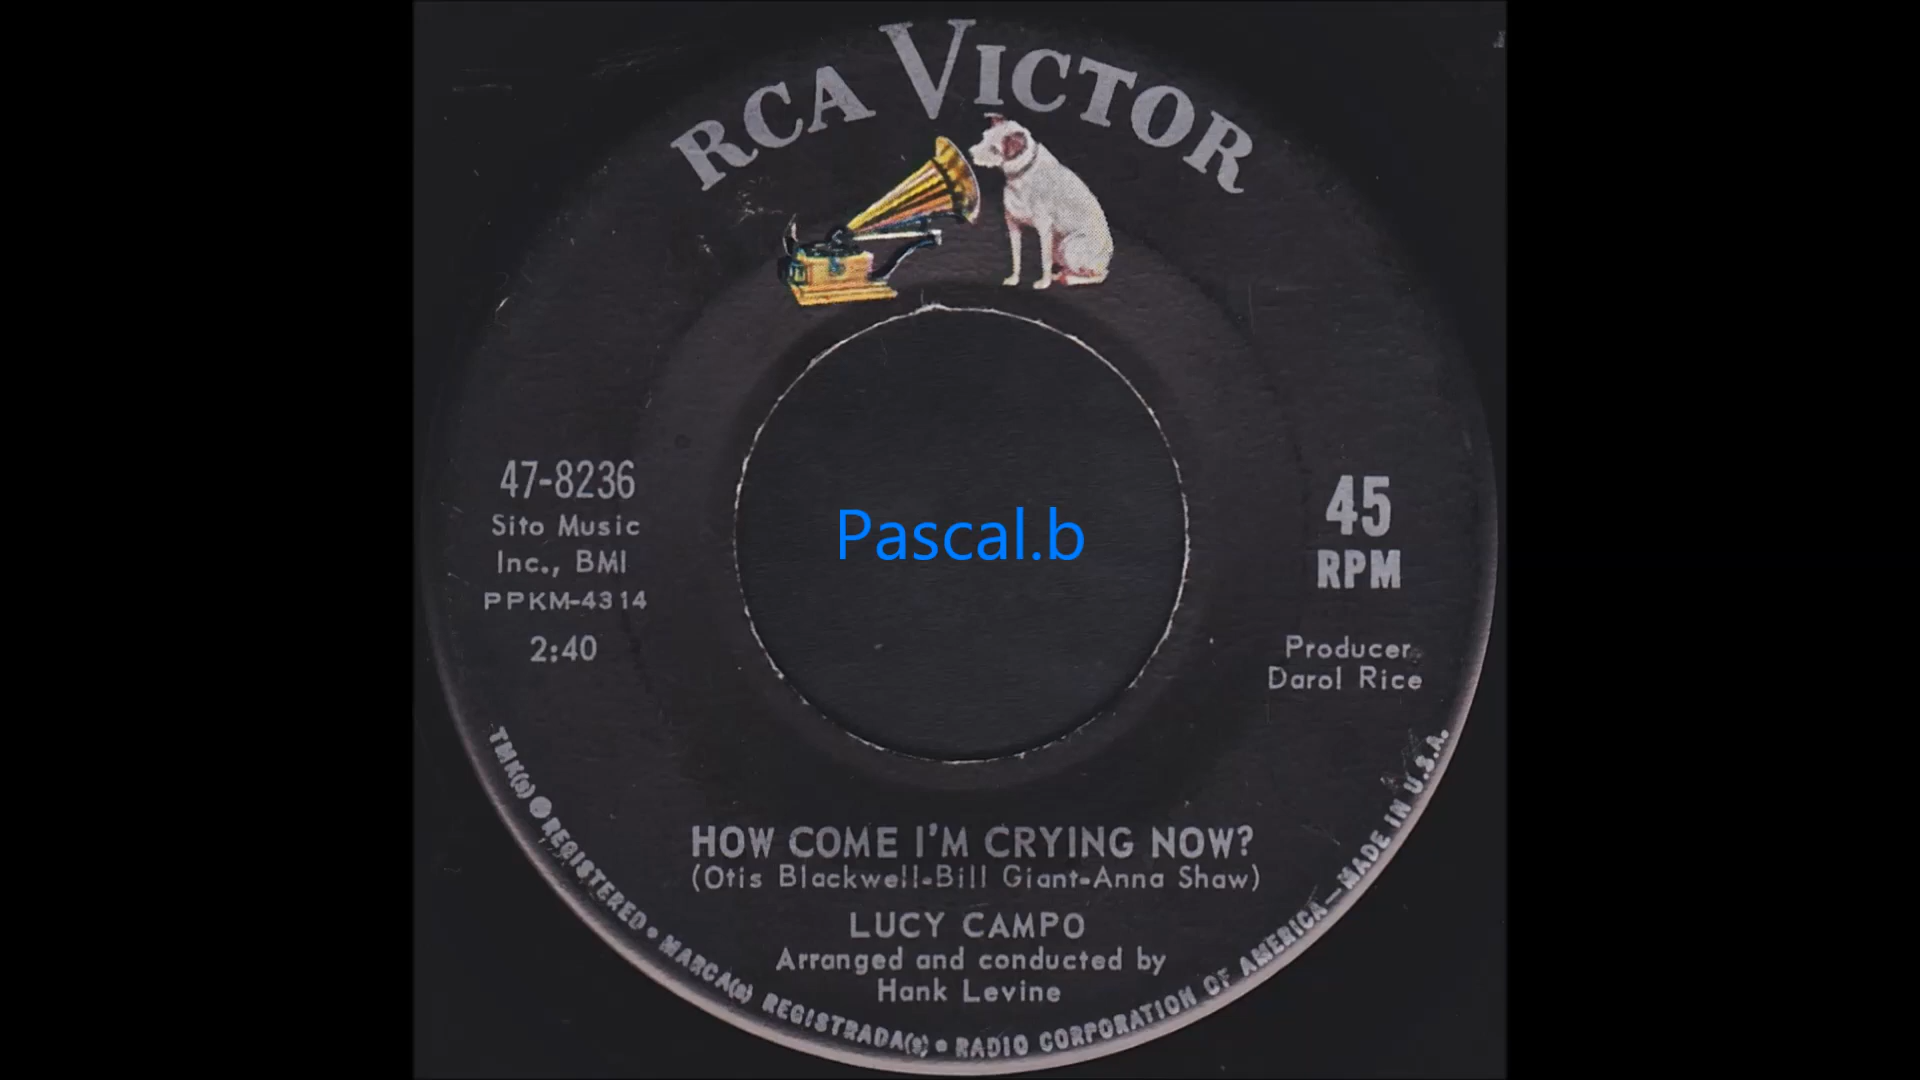 RCA VICTOR
47-8236
Sito Music
Inc., BMI
PPKM-4314
2:40
Pascal.b
45
RPM
Producer
Darol Rice
HOW COME I'M CRYING NOW?
(Otis Blackwell-Bill Giant-Anna Shaw)
LUCY CAMPO
Arranged and conducted by
Hank Levine
TMK(s) ® REGISTERED • MARCA(s) REGISTRADA(s) • RADIO CORPORATION OF AMERICA—MADE IN U.S.A.